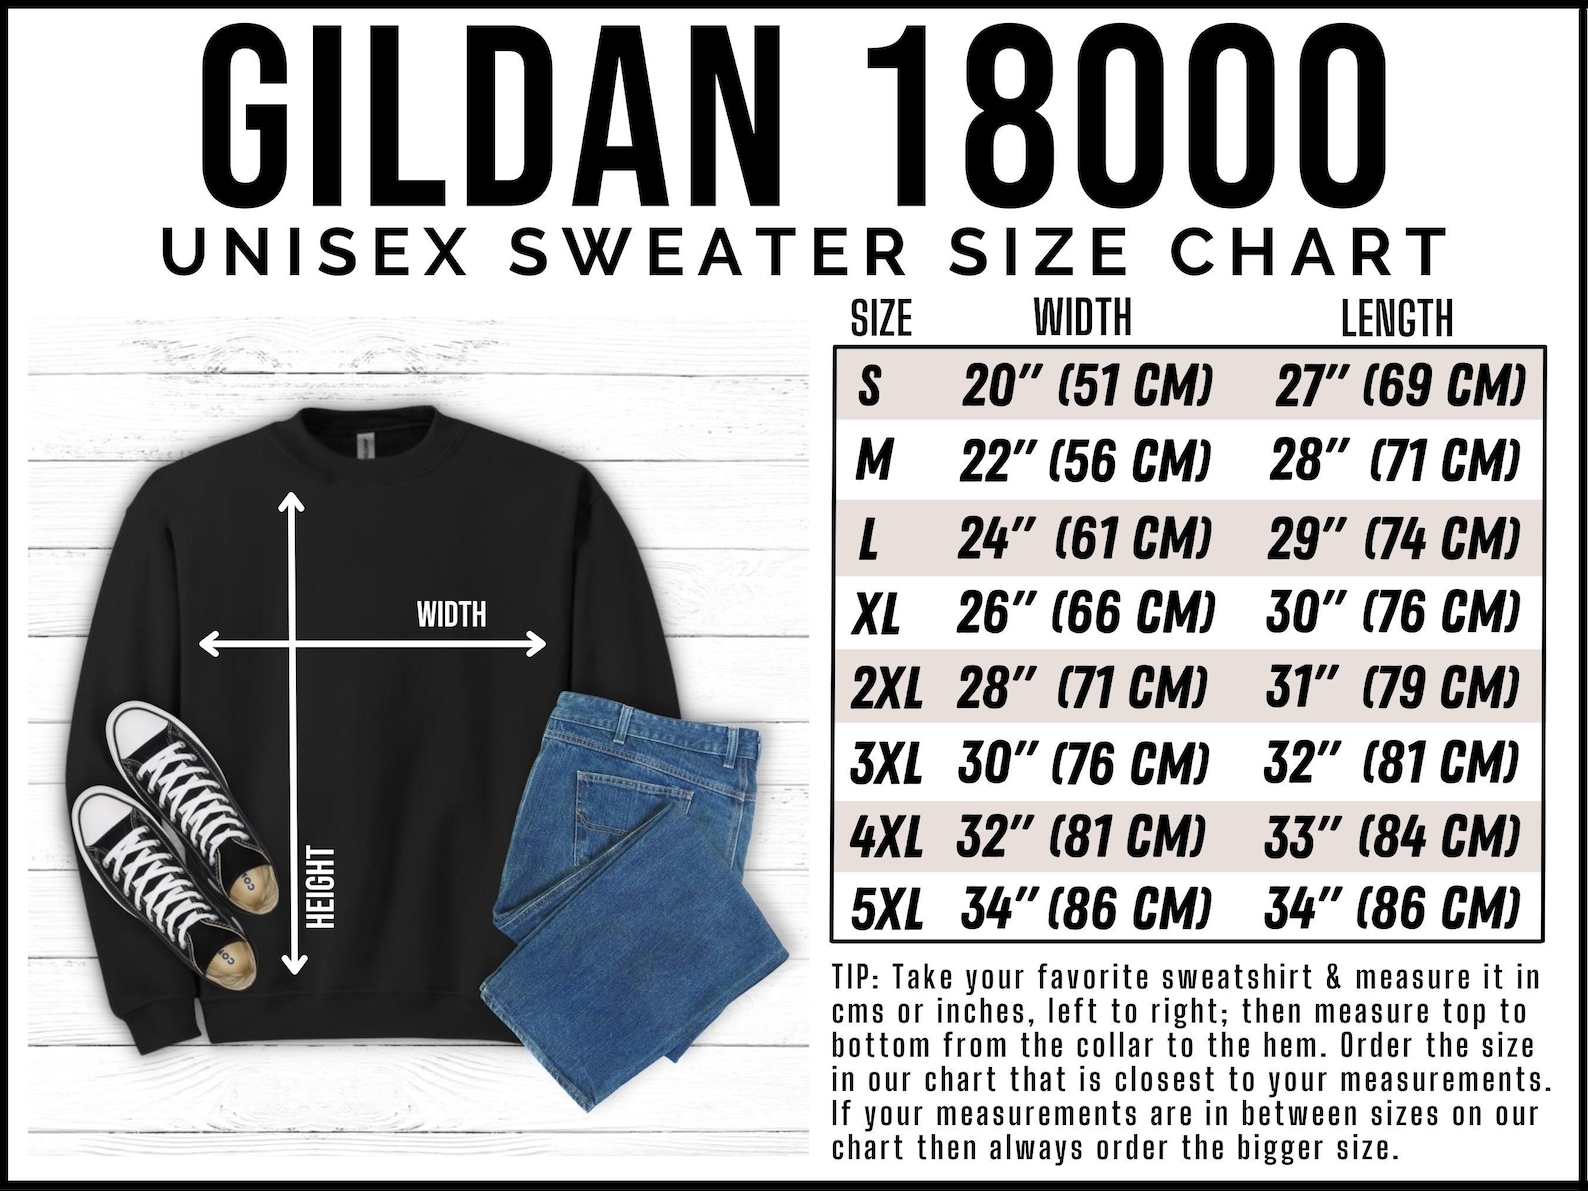 GILDAN 18000
UNISEX SWEATER SIZE CHART
SIZE WIDTH LENGTH
S 20" (51 CM) 27" (69 CM)
M 22" (56 CM) 28" (71 CM)
L 24" (61 CM) 29" (74 CM)
XL 26" (66 CM) 30" (76 CM)
2XL 28" (71 CM) 31" (79 CM)
3XL 30" (76 CM) 32" (81 CM)
4XL 32" (81 CM) 33" (84 CM)
5XL 34" (86 CM) 34" (86 CM)
WIDTH
HEIGHT
TIP: Take your favorite sweatshirt & measure it in
cms or inches, left to right; then measure top to
bottom from the collar to the hem. Order the size
in our chart that is closest to your measurements.
If your measurements are in between sizes on our
chart then always order the bigger size.